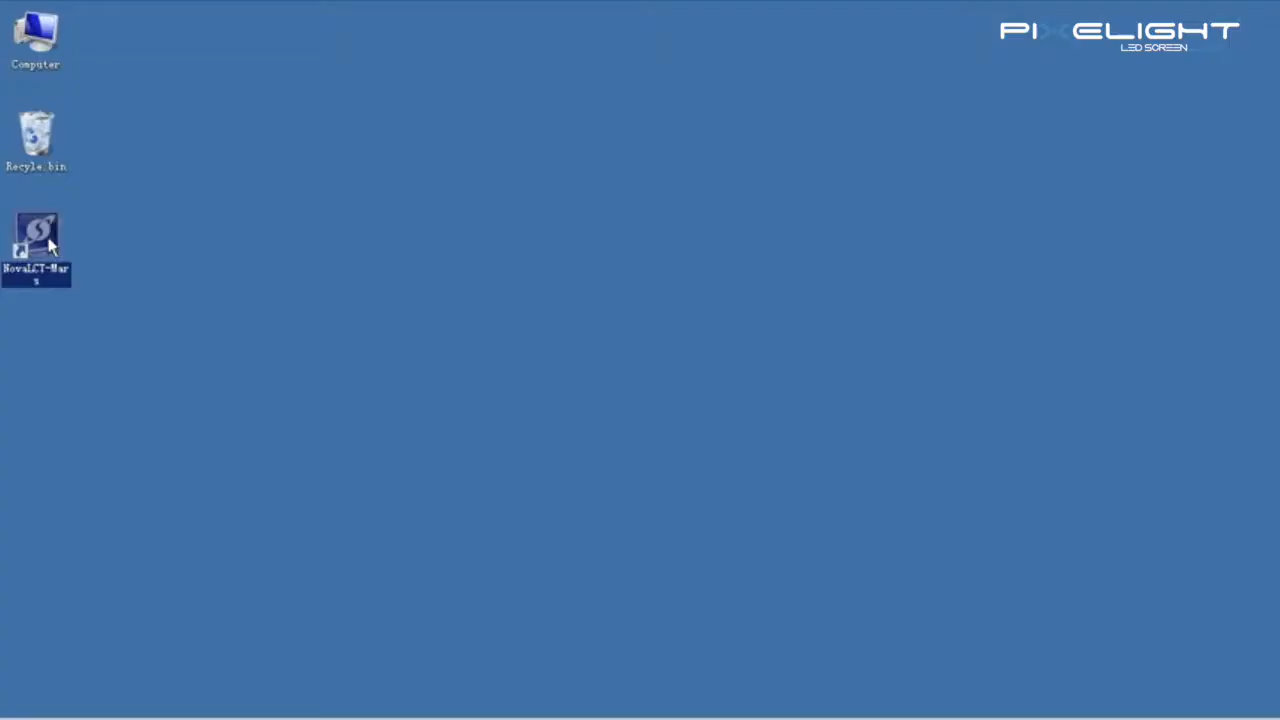 PIXELIGHT
LED SCREEN
Computer
Recyle.bin
NovaLCT-Mar
s